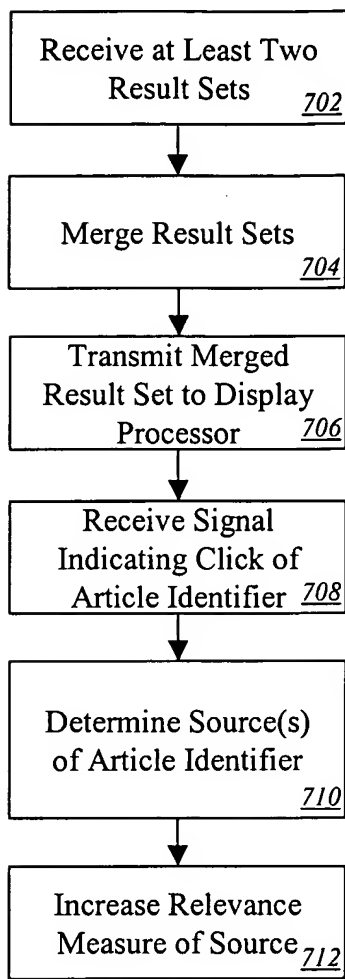 Receive at Least Two
Result Sets
702
Merge Result Sets
704
Transmit Merged
Result Set to Display
Processor 706
Receive Signal
Indicating Click of
Article Identifier 708
Determine Source(s)
of Article Identifier
710
Increase Relevance
Measure of Source 712